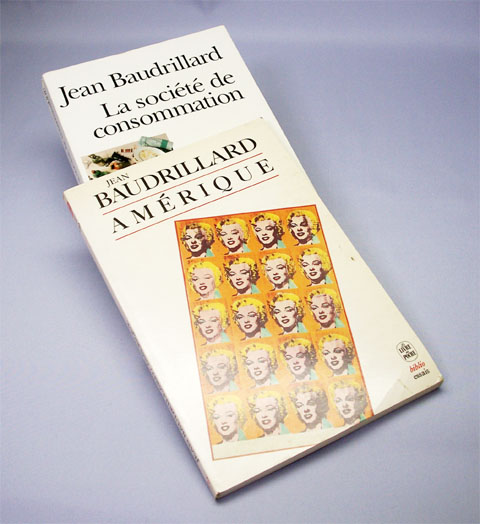 Jean Baudrillard
La société de
consommation
JEAN
BAUDRILLARD
AMÉRIQUE
LE
LIVRE
DE
POCHE
biblio
essais